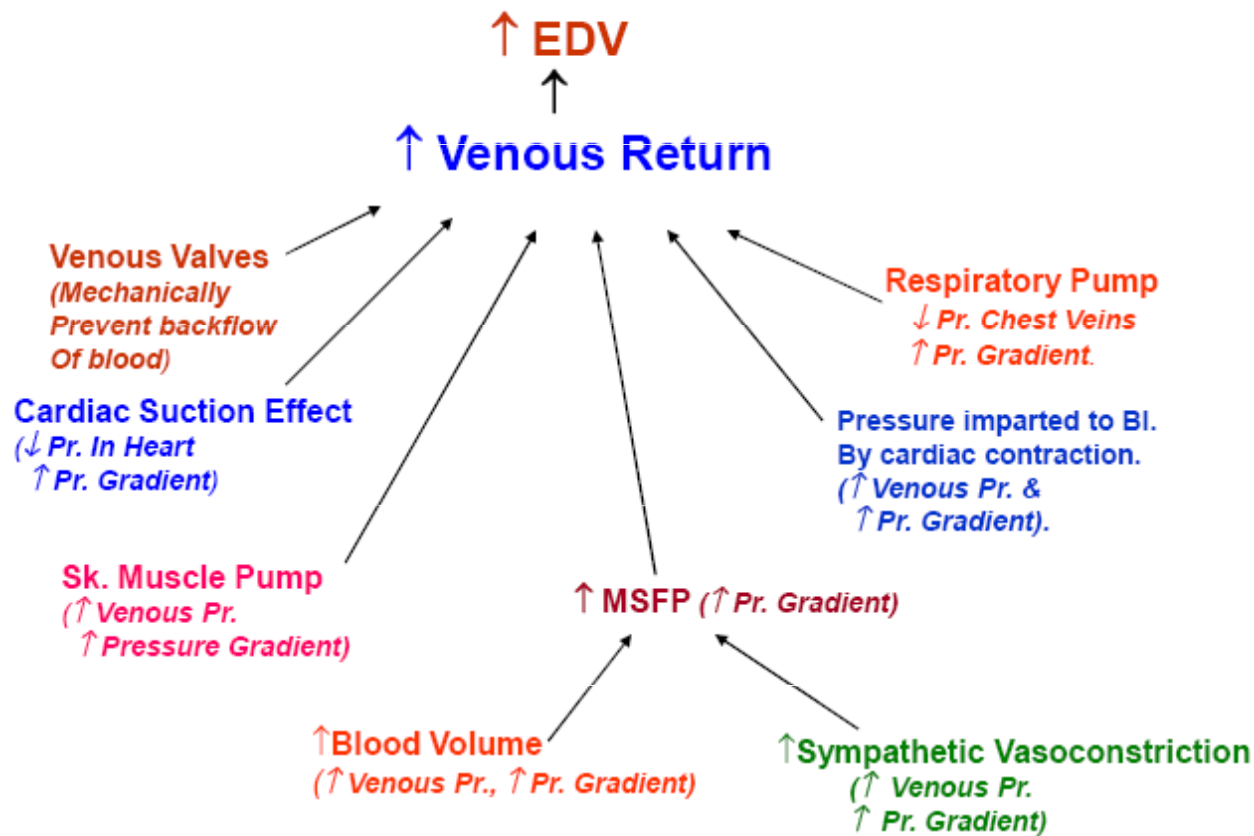 ↑ EDV
↑
↑ Venous Return
Venous Valves
(Mechanically
Prevent backflow
Of blood)
Cardiac Suction Effect
(↓ Pr. In Heart
↑ Pr. Gradient)
Sk. Muscle Pump
(↑ Venous Pr.
↑ Pressure Gradient)
Respiratory Pump
↓ Pr. Chest Veins
↑ Pr. Gradient.
Pressure imparted to Bl.
By cardiac contraction.
(↑ Venous Pr. &
↑ Pr. Gradient).
↑ MSFP (↑ Pr. Gradient)
↑Blood Volume
(↑ Venous Pr., ↑ Pr. Gradient)
↑Sympathetic Vasoconstriction
(↑ Venous Pr.
↑ Pr. Gradient)